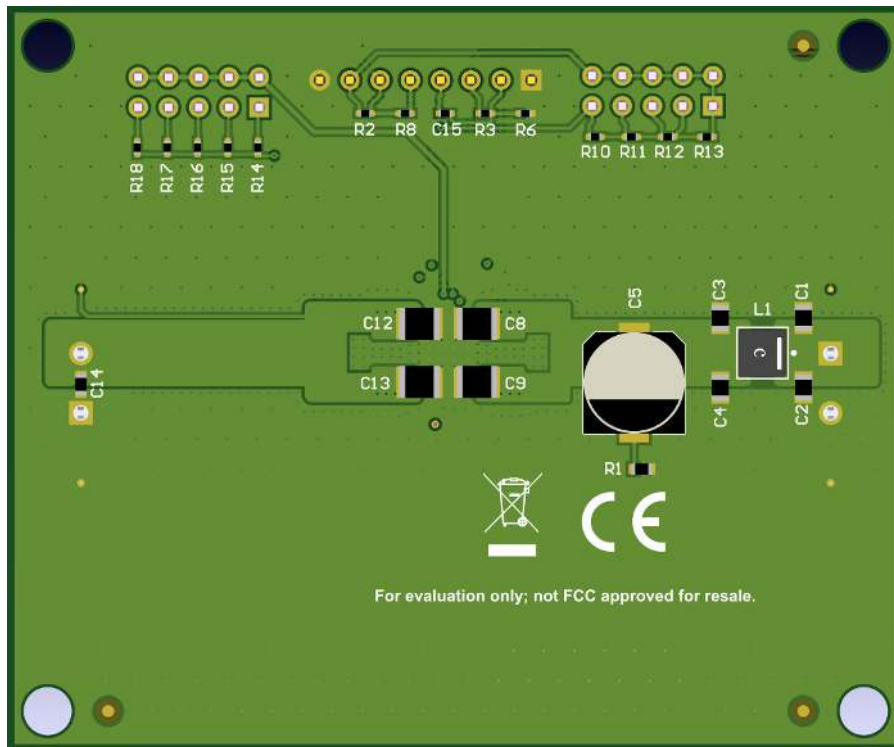 R2
R8
C15
R3
R6
R10
R11
R12
R13
R18
R17
R16
R15
R14
C5
C3
L1
C1
C12
C8
C
C14
C13
C9
C4
C2
R1
CE
For evaluation only; not FCC approved for resale.